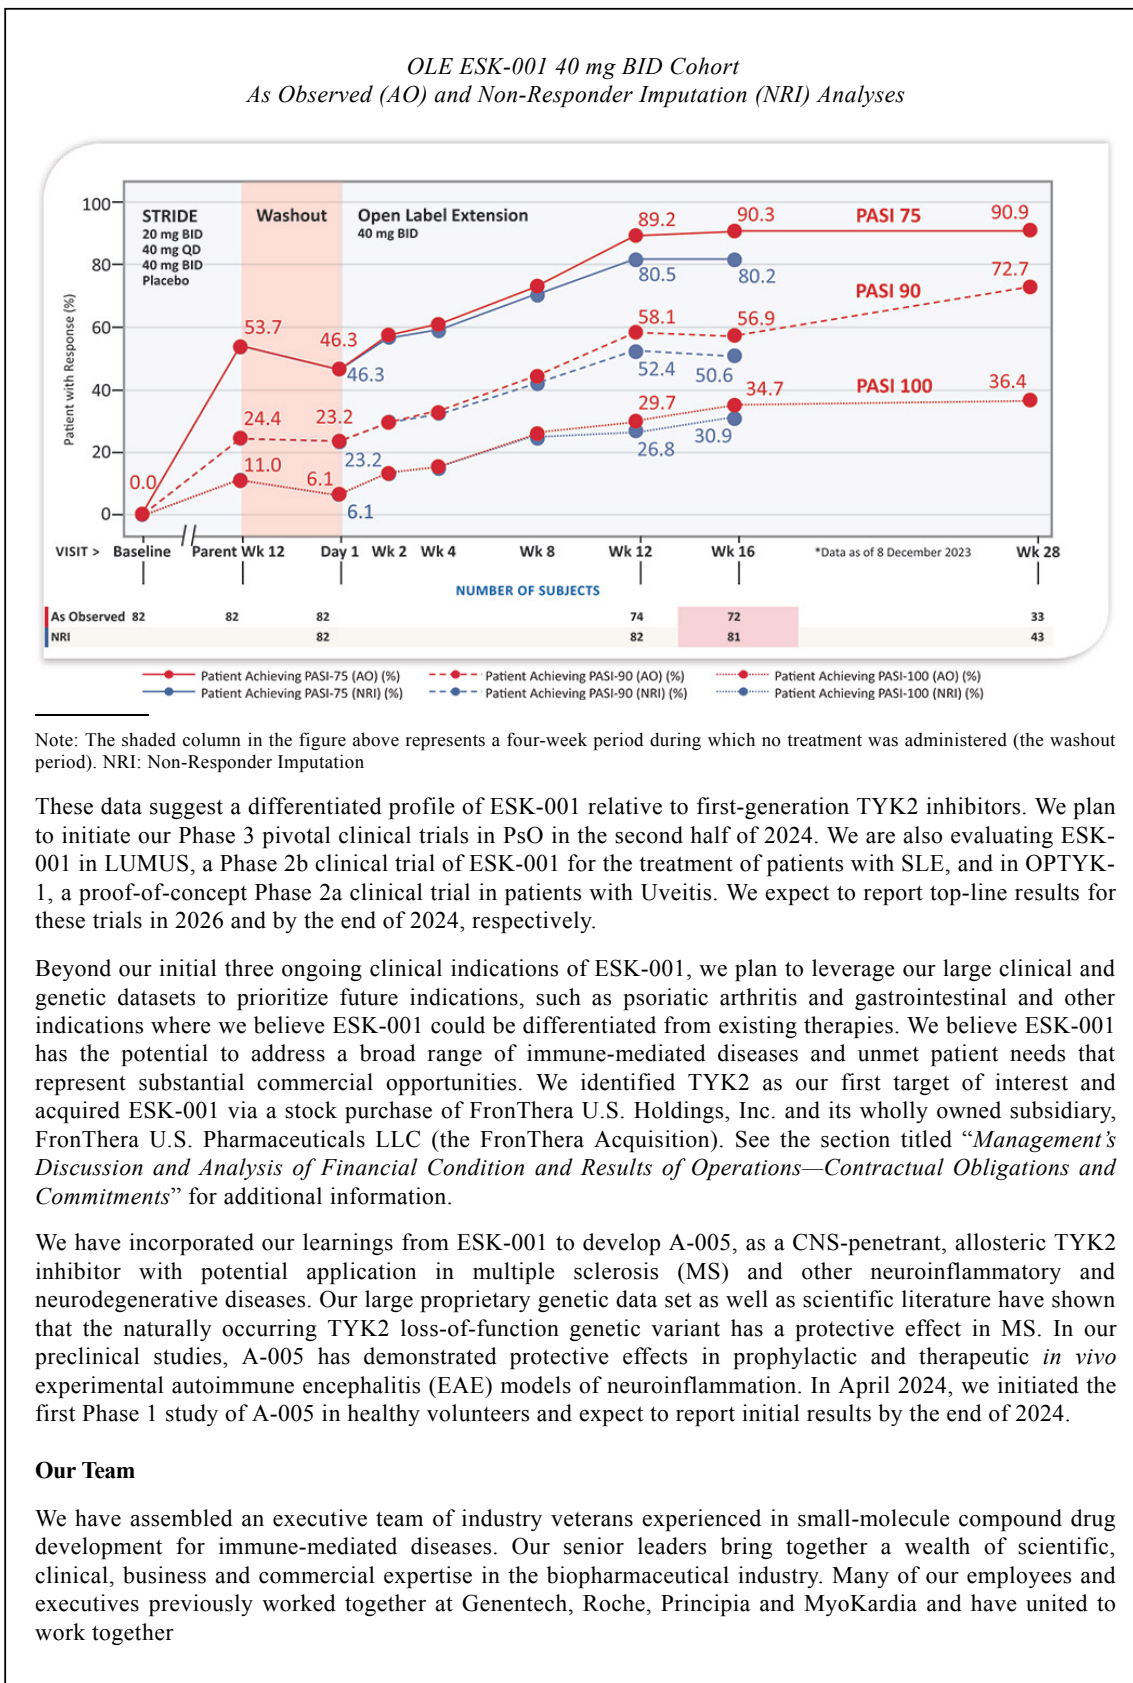 OLE ESK-001 40 mg BID Cohort
As Observed (AO) and Non-Responder Imputation (NRI) Analyses
Patient with Response (%)
100
80
60
40
20
0
STRIDE
20 mg BID
40 mg QD
40 mg BID
Placebo
Washout
Open Label Extension
40 mg BID
89.2
90.3
PASI 75
90.9
80.5
80.2
72.7
PASI 90
53.7
46.3
46.3
58.1
56.9
52.4
50.6
PASI 100
34.7
36.4
24.4
23.2
23.2
29.7
26.8
30.9
0.0
11.0
6.1
6.1
VISIT > Baseline // Parent Wk 12 Day 1 Wk 2 Wk 4 Wk 8 Wk 12 Wk 16 *Data as of 8 December 2023 Wk 28
NUMBER OF SUBJECTS
As Observed 82 82 82 74 72 33
NRI 82 82 81 43
Patient Achieving PASI-75 (AO) (%) Patient Achieving PASI-90 (AO) (%) Patient Achieving PASI-100 (AO) (%)
Patient Achieving PASI-75 (NRI) (%) Patient Achieving PASI-90 (NRI) (%) Patient Achieving PASI-100 (NRI) (%)
Note: The shaded column in the figure above represents a four-week period during which no treatment was administered (the washout
period). NRI: Non-Responder Imputation
These data suggest a differentiated profile of ESK-001 relative to first-generation TYK2 inhibitors. We plan
to initiate our Phase 3 pivotal clinical trials in PsO in the second half of 2024. We are also evaluating ESK-
001 in LUMUS, a Phase 2b clinical trial of ESK-001 for the treatment of patients with SLE, and in OPTYK-
1, a proof-of-concept Phase 2a clinical trial in patients with Uveitis. We expect to report top-line results for
these trials in 2026 and by the end of 2024, respectively.
Beyond our initial three ongoing clinical indications of ESK-001, we plan to leverage our large clinical and
genetic datasets to prioritize future indications, such as psoriatic arthritis and gastrointestinal and other
indications where we believe ESK-001 could be differentiated from existing therapies. We believe ESK-001
has the potential to address a broad range of immune-mediated diseases and unmet patient needs that
represent substantial commercial opportunities. We identified TYK2 as our first target of interest and
acquired ESK-001 via a stock purchase of FronThera U.S. Holdings, Inc. and its wholly owned subsidiary,
FronThera U.S. Pharmaceuticals LLC (the FronThera Acquisition). See the section titled “Management’s
Discussion and Analysis of Financial Condition and Results of Operations—Contractual Obligations and
Commitments” for additional information.
We have incorporated our learnings from ESK-001 to develop A-005, as a CNS-penetrant, allosteric TYK2
inhibitor with potential application in multiple sclerosis (MS) and other neuroinflammatory and
neurodegenerative diseases. Our large proprietary genetic data set as well as scientific literature have shown
that the naturally occurring TYK2 loss-of-function genetic variant has a protective effect in MS. In our
preclinical studies, A-005 has demonstrated protective effects in prophylactic and therapeutic in vivo
experimental autoimmune encephalitis (EAE) models of neuroinflammation. In April 2024, we initiated the
first Phase 1 study of A-005 in healthy volunteers and expect to report initial results by the end of 2024.
Our Team
We have assembled an executive team of industry veterans experienced in small-molecule compound drug
development for immune-mediated diseases. Our senior leaders bring together a wealth of scientific,
clinical, business and commercial expertise in the biopharmaceutical industry. Many of our employees and
executives previously worked together at Genentech, Roche, Principia and MyoKardia and have united to
work together